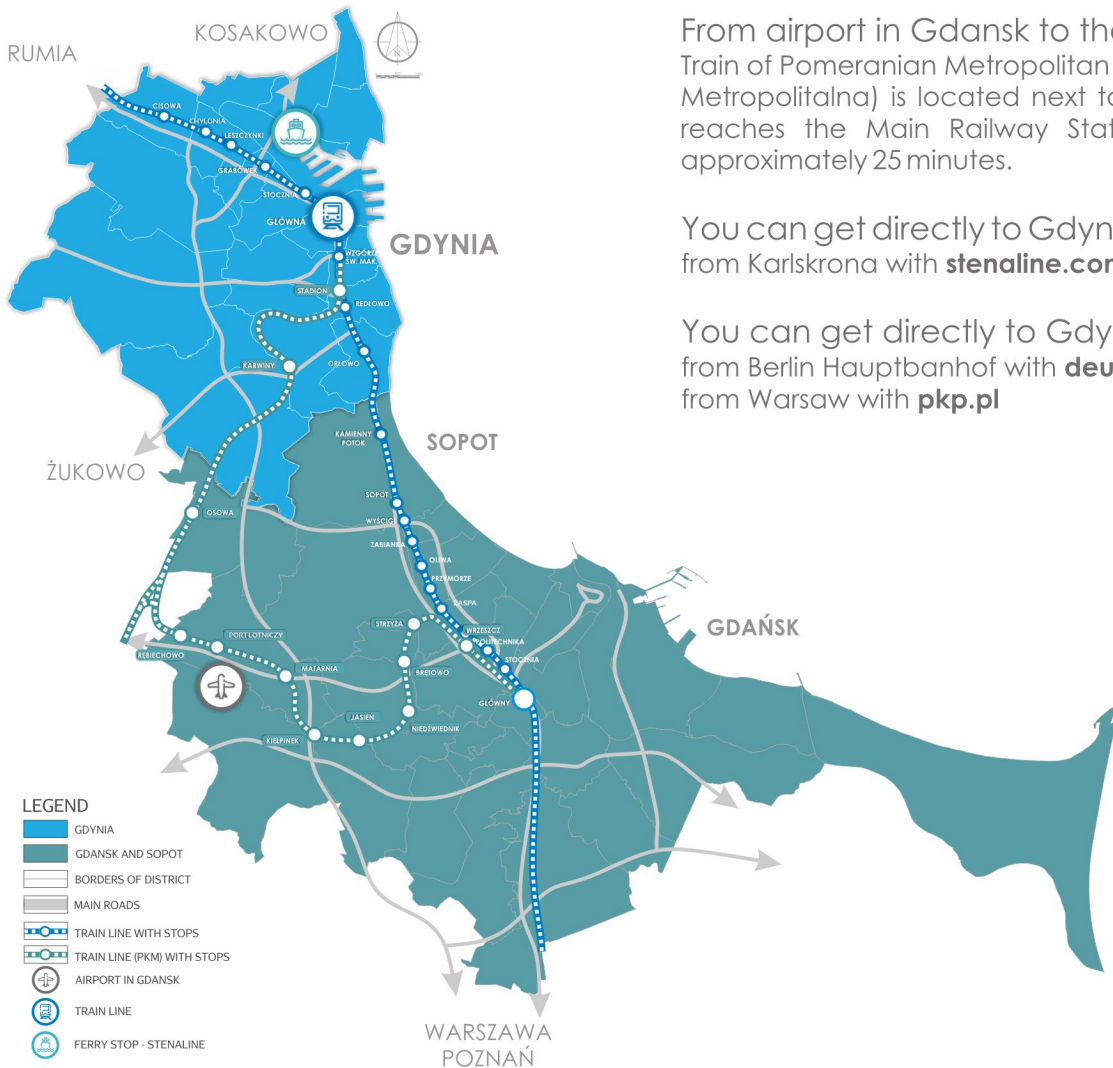 From airport in Gdansk to the
Train of Pomeranian Metropolitan
Metropolitalna) is located next to
reaches the Main Railway Stat
approximately 25 minutes.
You can get directly to Gdyn
from Karlskrona with stenaline.com
You can get directly to Gdy
from Berlin Hauptbanhof with deu
from Warsaw with pkp.pl
RUMIA
KOSAKOWO
N
CISOWA
CHYLONIA
LESZCZYNKI
GRABÓWEK
STOCZNIA
GŁÓWNA
GDYNIA
WZGÓRZE
ŚW. MAK.
STADION
REDŁOWO
KARWINY
ORŁOWO
KAMIENNY
POTOK
SOPOT
ŻUKOWO
SOPOT
OSOWA
WYŚCIGI
ŻABIANKA
OLIWA
PRZYMORZE
ZASPA
STRZYŻA
WRZESZCZ
POLITECHNIKA
GDAŃSK
PORT LOTNICZY
RĘBIECHOWO
STOCZNIA
MATARNIA
BRĘTOWO
GŁÓWNY
JASIEŃ
NIEDŹWIEDNIK
KIEŁPINEK
LEGEND
GDYNIA
GDANSK AND SOPOT
BORDERS OF DISTRICT
MAIN ROADS
TRAIN LINE WITH STOPS
TRAIN LINE (PKM) WITH STOPS
AIRPORT IN GDANSK
TRAIN LINE
FERRY STOP - STENALINE
WARSZAWA
POZNAŃ